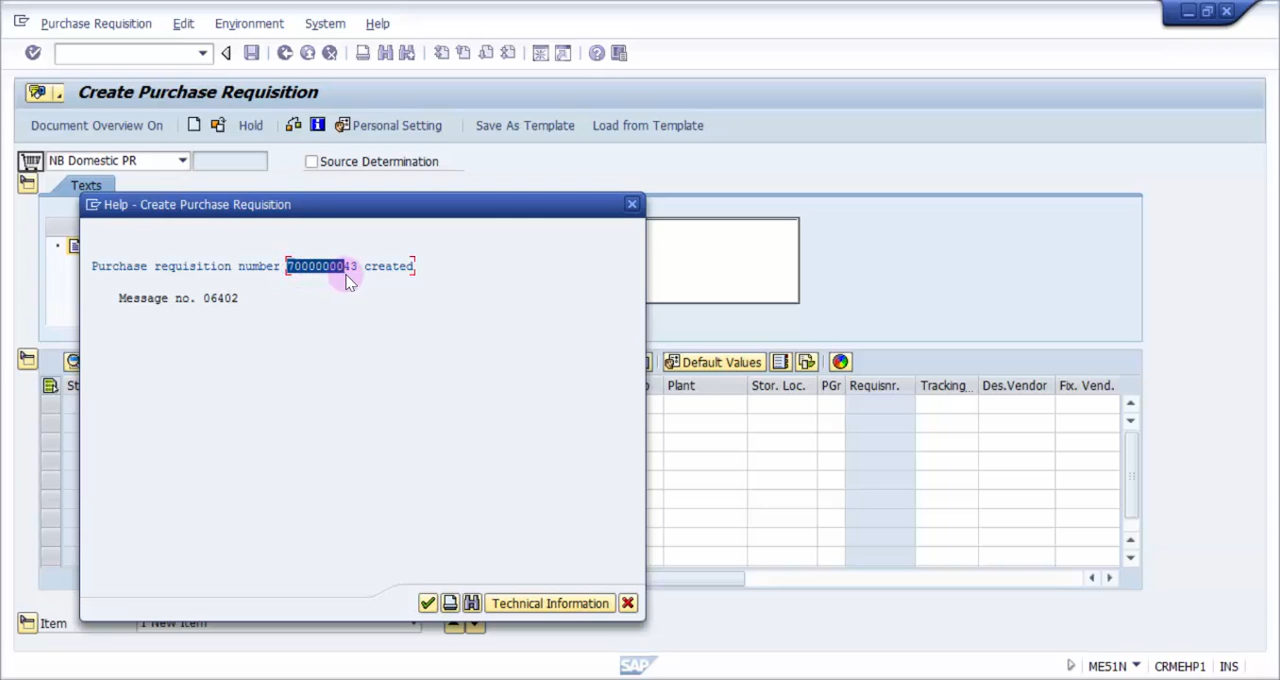 Purchase Requisition Edit Environment System Help
Create Purchase Requisition
Document Overview On Hold Personal Setting Save As Template Load from Template
NB Domestic PR Source Determination
Texts
Help - Create Purchase Requisition
Purchase requisition number 7000000043 created
Message no. 06402
Default Values
Plant Stor. Loc. PGr Requisnr. Tracking... Des.Vendor Fix. Vend.
Technical Information
Item 1 New Item
SAP ME51N CRMEHP1 INS